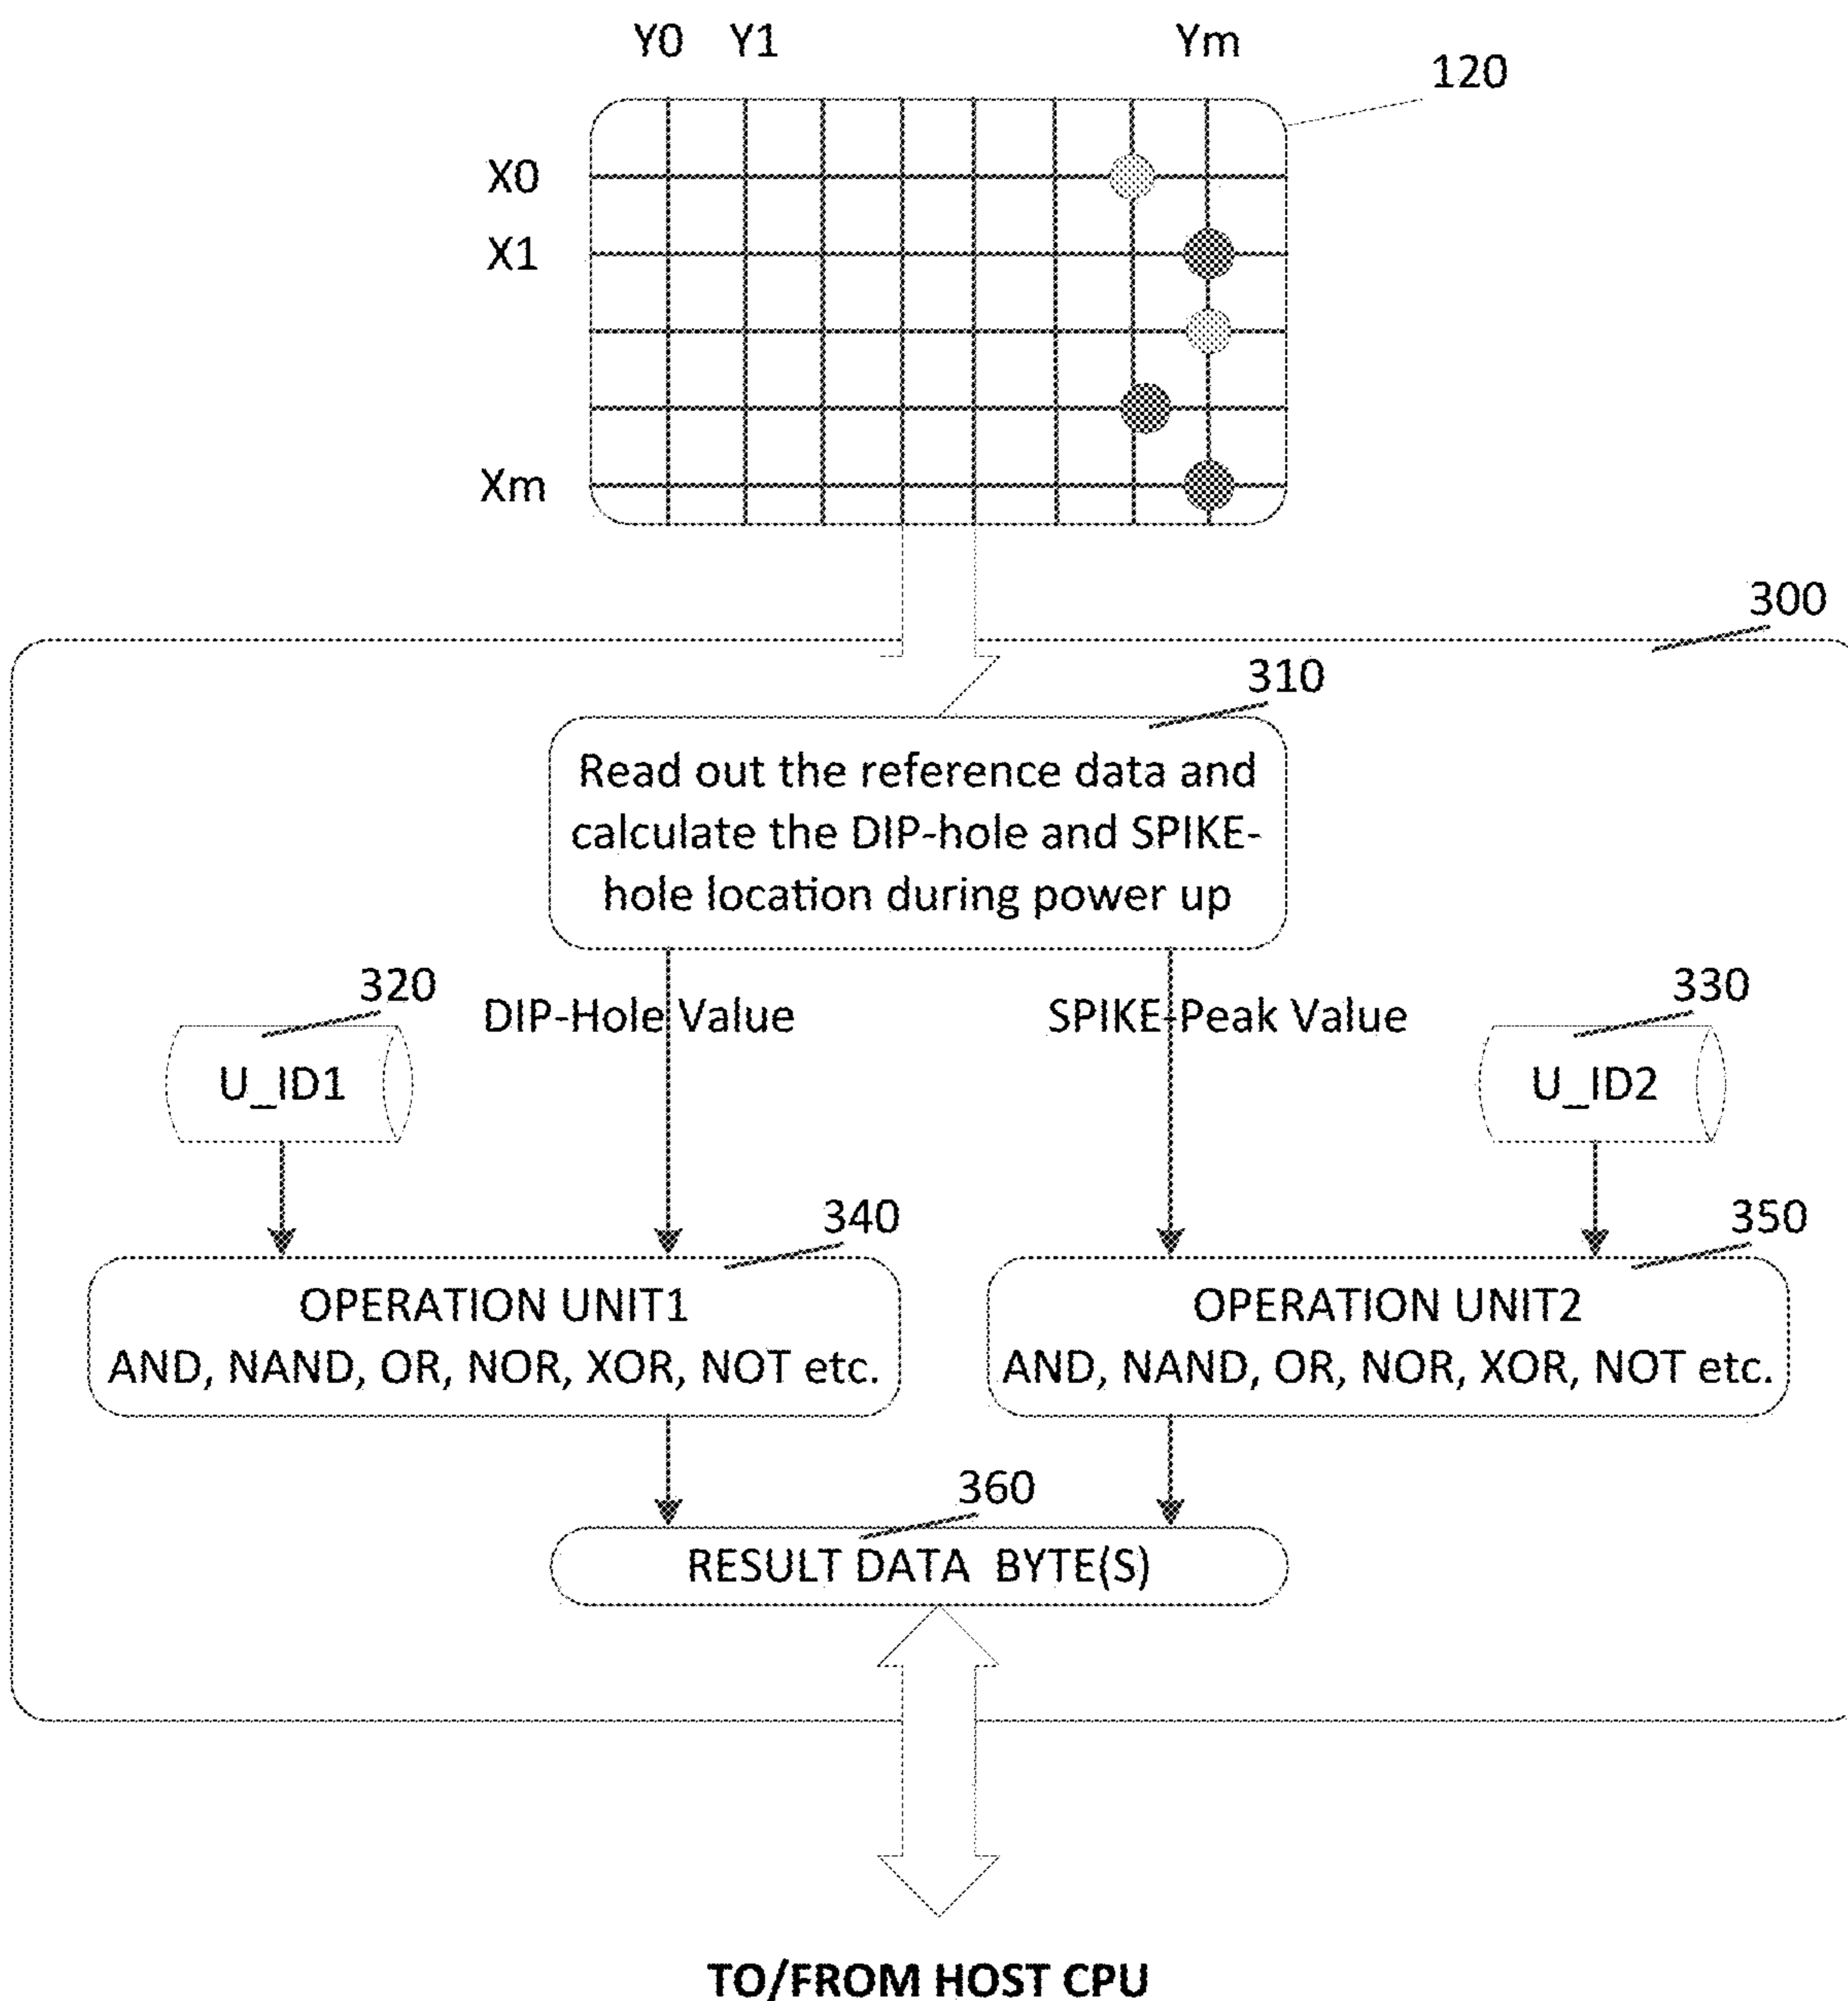 Y0 Y1 Ym
120
X0
X1
Xm
300
310
Read out the reference data and
calculate the DIP-hole and SPIKE-
hole location during power up
320
DIP-Hole Value
SPIKE-Peak Value
330
U_ID1
U_ID2
340
350
OPERATION UNIT1
AND, NAND, OR, NOR, XOR, NOT etc.
OPERATION UNIT2
AND, NAND, OR, NOR, XOR, NOT etc.
360
RESULT DATA BYTE(S)
TO/FROM HOST CPU